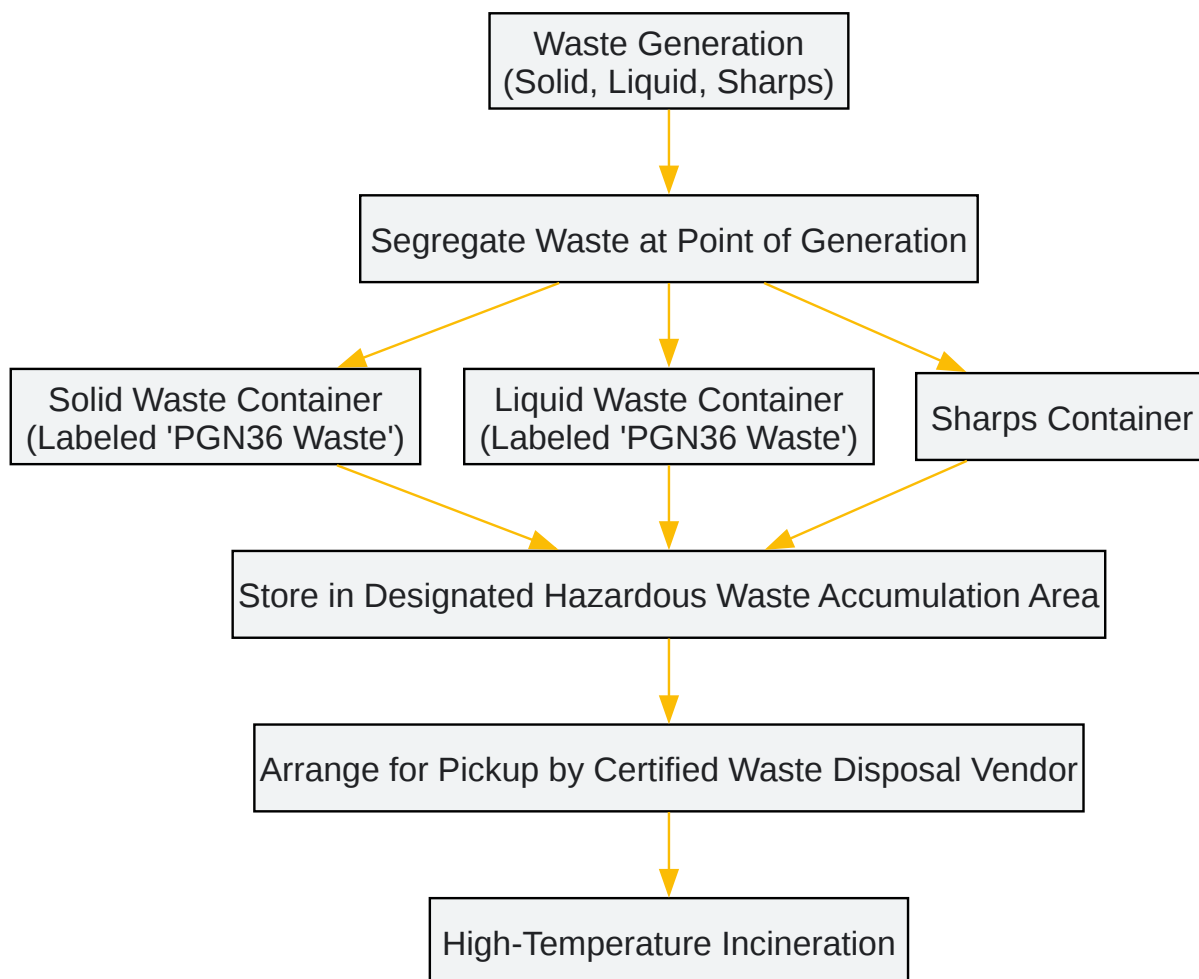 Waste Generation
(Solid, Liquid, Sharps)
Segregate Waste at Point of Generation
Solid Waste Container
(Labeled 'PGN36 Waste')
Liquid Waste Container
(Labeled 'PGN36 Waste')
Sharps Container
Store in Designated Hazardous Waste Accumulation Area
Arrange for Pickup by Certified Waste Disposal Vendor
High-Temperature Incineration